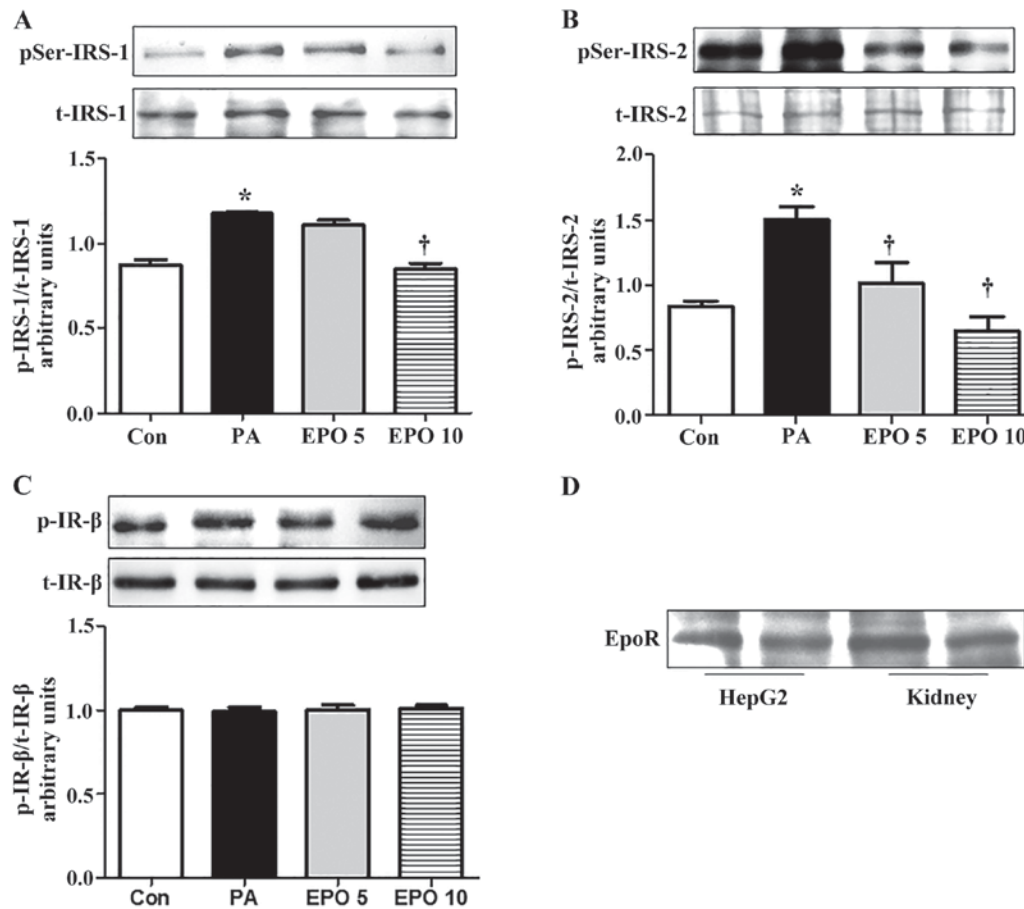 A
pSer-IRS-1
t-IRS-1
p-IRS-1/t-IRS-1
arbitrary units
1.5
1.0
0.5
0.0
*
†
Con PA EPO 5 EPO 10
B
pSer-IRS-2
t-IRS-2
p-IRS-2/t-IRS-2
arbitrary units
2.0
1.5
1.0
0.5
0.0
*
†
†
Con PA EPO 5 EPO 10
C
p-IR-β
t-IR-β
p-IR-β/t-IR-β
arbitrary units
1.5
1.0
0.5
0.0
Con PA EPO 5 EPO 10
D
EpoR
HepG2 Kidney